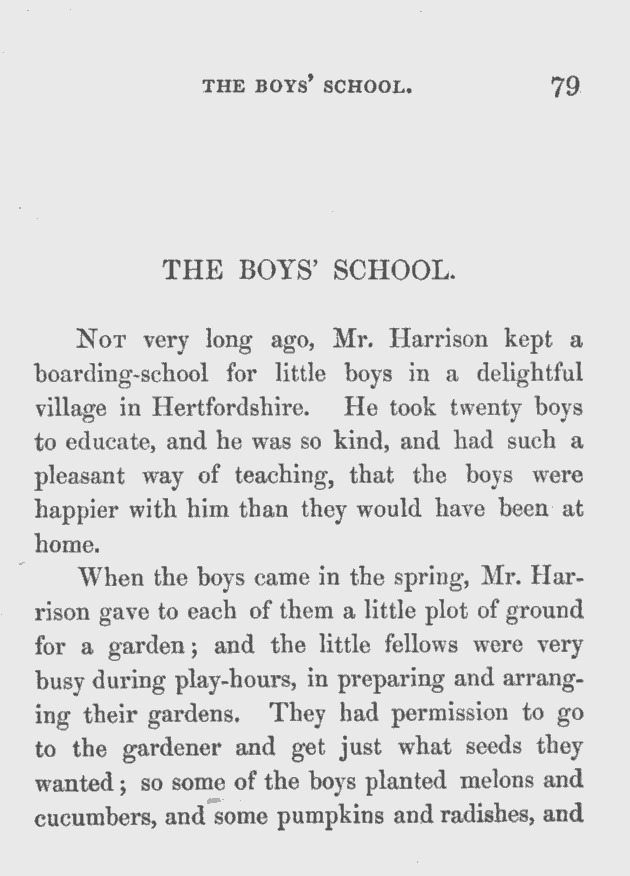 THE BOYS' SCHOOL. 79
THE BOYS' SCHOOL.
NOT very long ago, Mr. Harrison kept a
boarding-school for little boys in a delightful
village in Hertfordshire. He took twenty boys
to educate, and he was so kind, and had such a
pleasant way of teaching, that the boys were
happier with him than they would have been at
home.
When the boys came in the spring, Mr. Har-
rison gave to each of them a little plot of ground
for a garden; and the little fellows were very
busy during play-hours, in preparing and arrang-
ing their gardens. They had permission to go
to the gardener and get just what seeds they
wanted; so some of the boys planted melons and
cucumbers, and some pumpkins and radishes, and